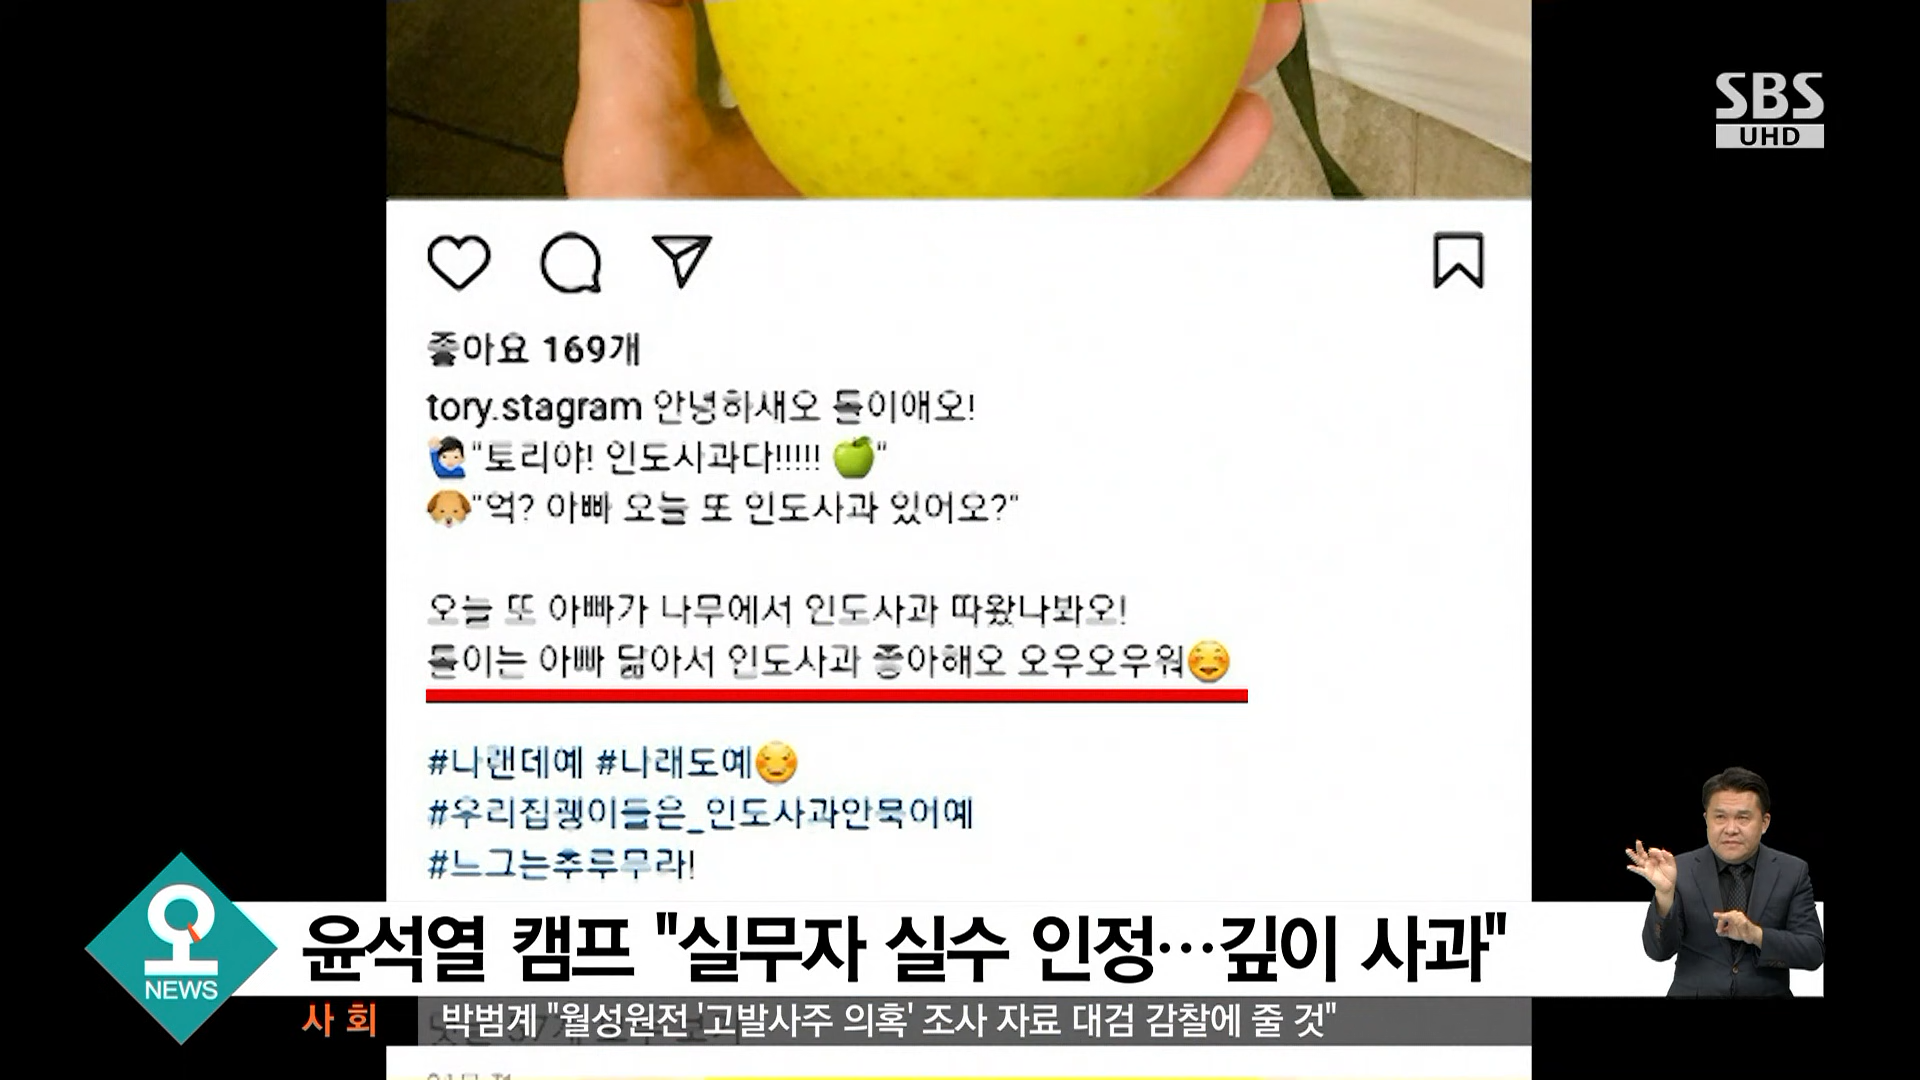 SBS
UHD
좋아요 169개
tory.stagram 안녕하새오 톨이애오!
"토리야! 인도사과다!!!!! "
"억? 아빠 오늘 또 인도사과 있어오?"
오늘 또 아빠가 나무에서 인도사과 따왔나봐오!
톨이는 아빠 닮아서 인도사과 좋아해오 오우오우워
#나랜데예 #나래도예
#우리집괭이들은_인도사과안묵어예
#느그는추루무라!
오
NEWS
윤석열 캠프 "실무자 실수 인정…깊이 사과"
사회
박범계 "월성원전 '고발사주 의혹' 조사 자료 대검 감찰에 줄 것"